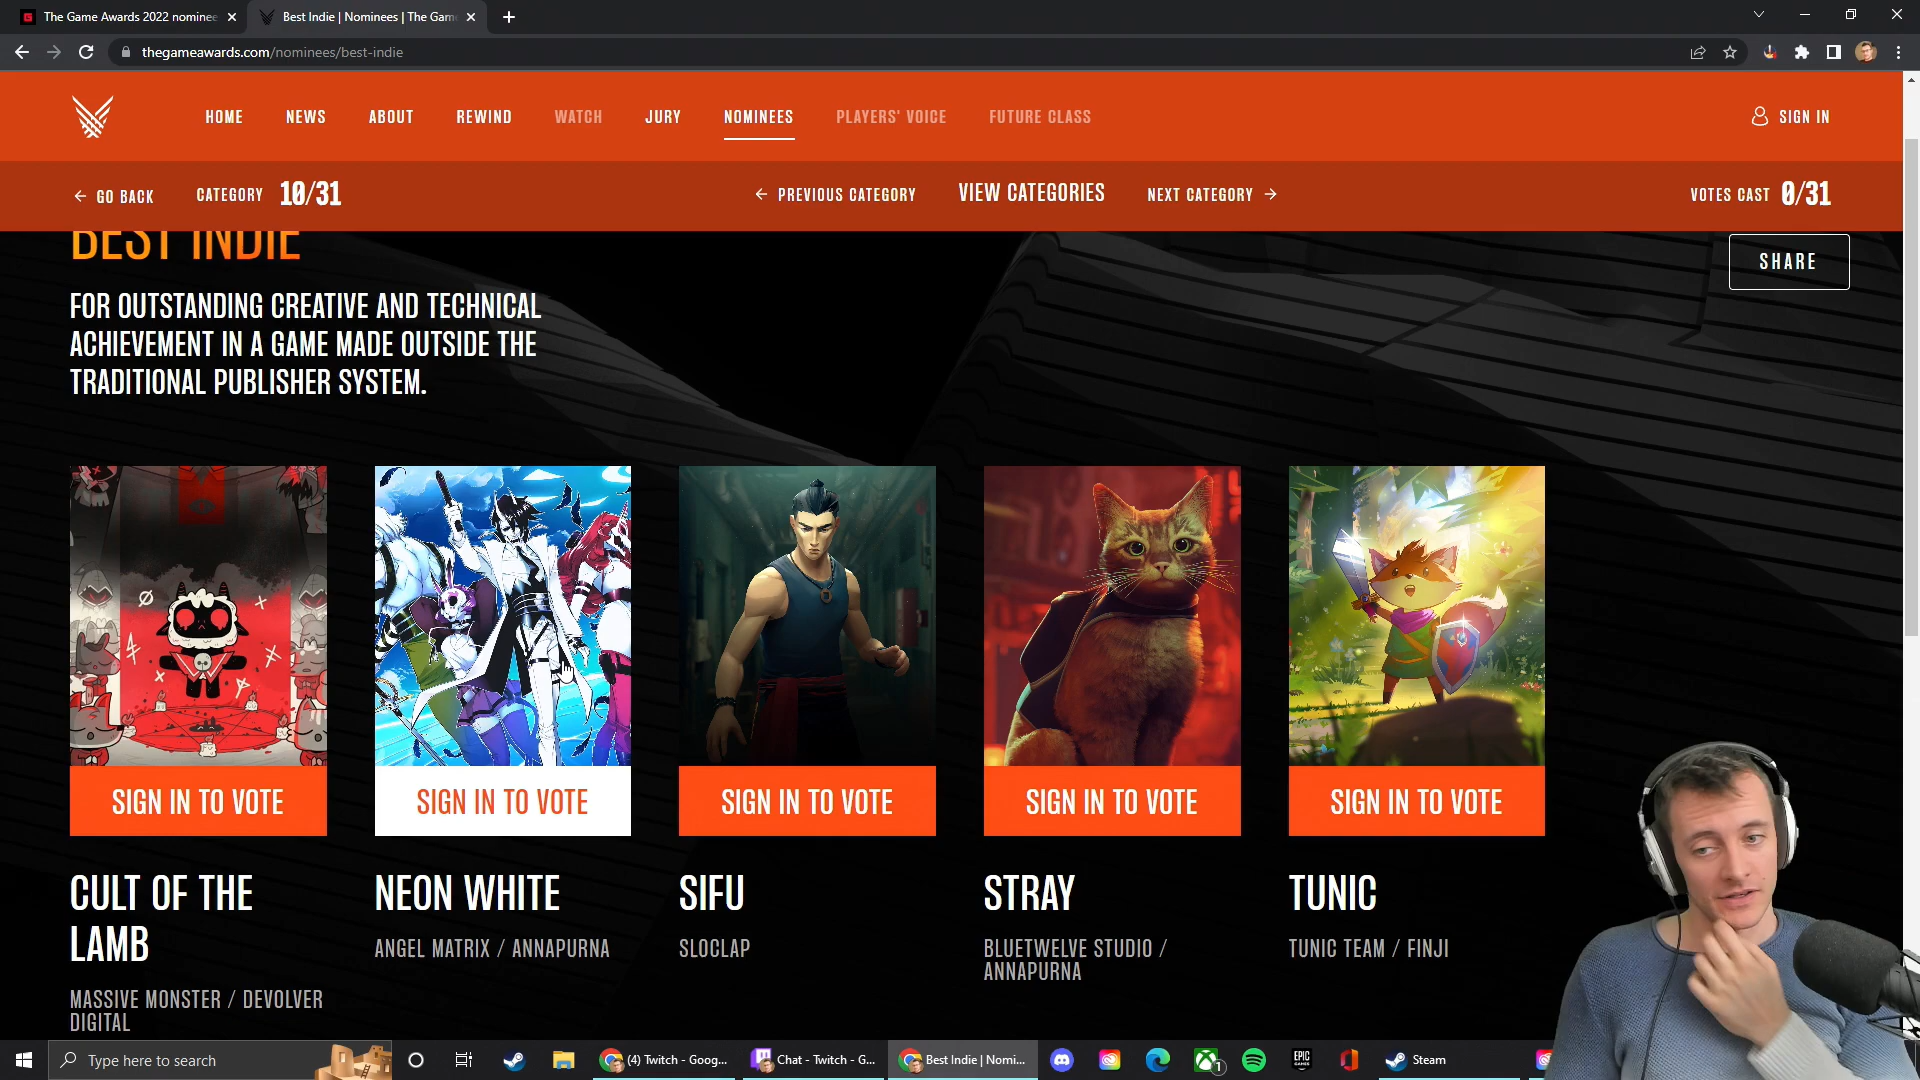 The Game Awards 2022 nominee
Best Indie | Nominees | The Gam
thegameawards.com/nominees/best-indie
HOME
NEWS
ABOUT
REWIND
WATCH
JURY
NOMINEES
PLAYERS' VOICE
FUTURE CLASS
SIGN IN
GO BACK
CATEGORY 10/31
PREVIOUS CATEGORY
VIEW CATEGORIES
NEXT CATEGORY
VOTES CAST 0/31
BEST INDIE
SHARE
FOR OUTSTANDING CREATIVE AND TECHNICAL
ACHIEVEMENT IN A GAME MADE OUTSIDE THE
TRADITIONAL PUBLISHER SYSTEM.
SIGN IN TO VOTE
SIGN IN TO VOTE
SIGN IN TO VOTE
SIGN IN TO VOTE
SIGN IN TO VOTE
CULT OF THE
LAMB
MASSIVE MONSTER / DEVOLVER
DIGITAL
NEON WHITE
ANGEL MATRIX / ANNAPURNA
SIFU
SLOCLAP
STRAY
BLUETWELVE STUDIO /
ANNAPURNA
TUNIC
TUNIC TEAM / FINJI
Type here to search
(4) Twitch - Goog...
Chat - Twitch - G...
Best Indie | Nomi...
1
EPIC
GAMES
Steam